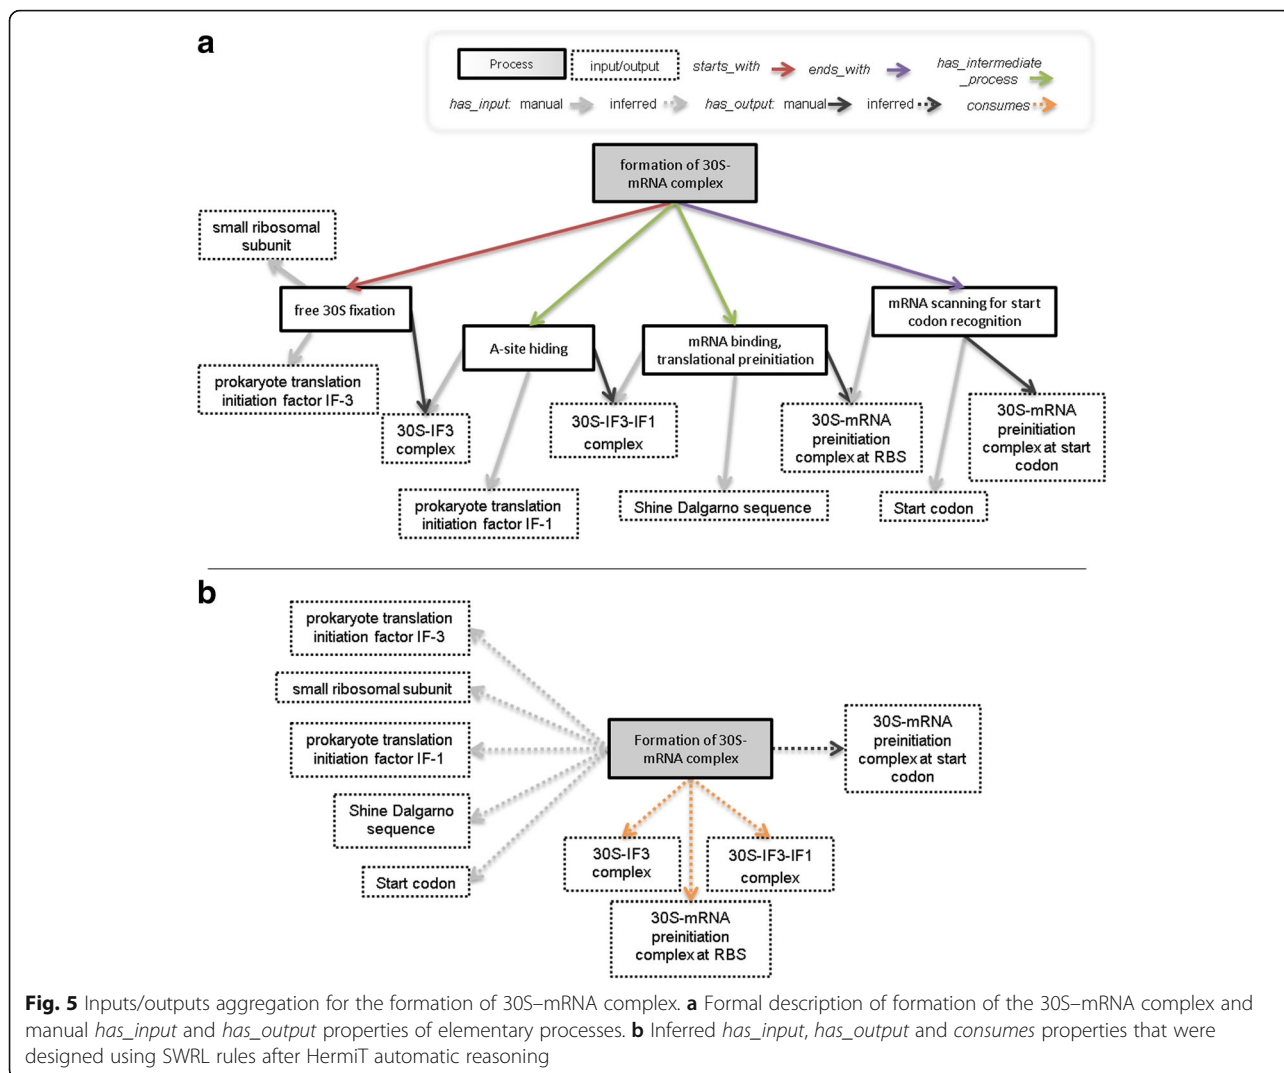 a
Process
input/output
starts_with
ends_with
has_intermediate
_process
has_input: manual
inferred
has_output: manual
inferred
consumes
formation of 30S-
mRNA complex
small ribosomal
subunit
free 30S fixation
mRNA scanning for start
codon recognition
A-site hiding
mRNA binding,
translational preinitiation
prokaryote translation
initiation factor IF-3
30S-IF3
complex
30S-IF3-IF1
complex
30S-mRNA
preinitiation
complex at RBS
30S-mRNA
preinitiation
complex at start
codon
prokaryote translation
initiation factor IF-1
Shine Dalgarno sequence
Start codon
b
prokaryote translation
initiation factor IF-3
small ribosomal subunit
prokaryote translation
initiation factor IF-1
Shine Dalgarno
sequence
Start codon
Formation of 30S-
mRNA complex
30S-mRNA
preinitiation
complex at start
codon
30S-IF3
complex
30S-IF3-IF1
complex
30S-mRNA
preinitiation
complex at RBS
Fig. 5 Inputs/outputs aggregation for the formation of 30S–mRNA complex. a Formal description of formation of the 30S–mRNA complex and
manual has_input and has_output properties of elementary processes. b Inferred has_input, has_output and consumes properties that were
designed using SWRL rules after HermiT automatic reasoning